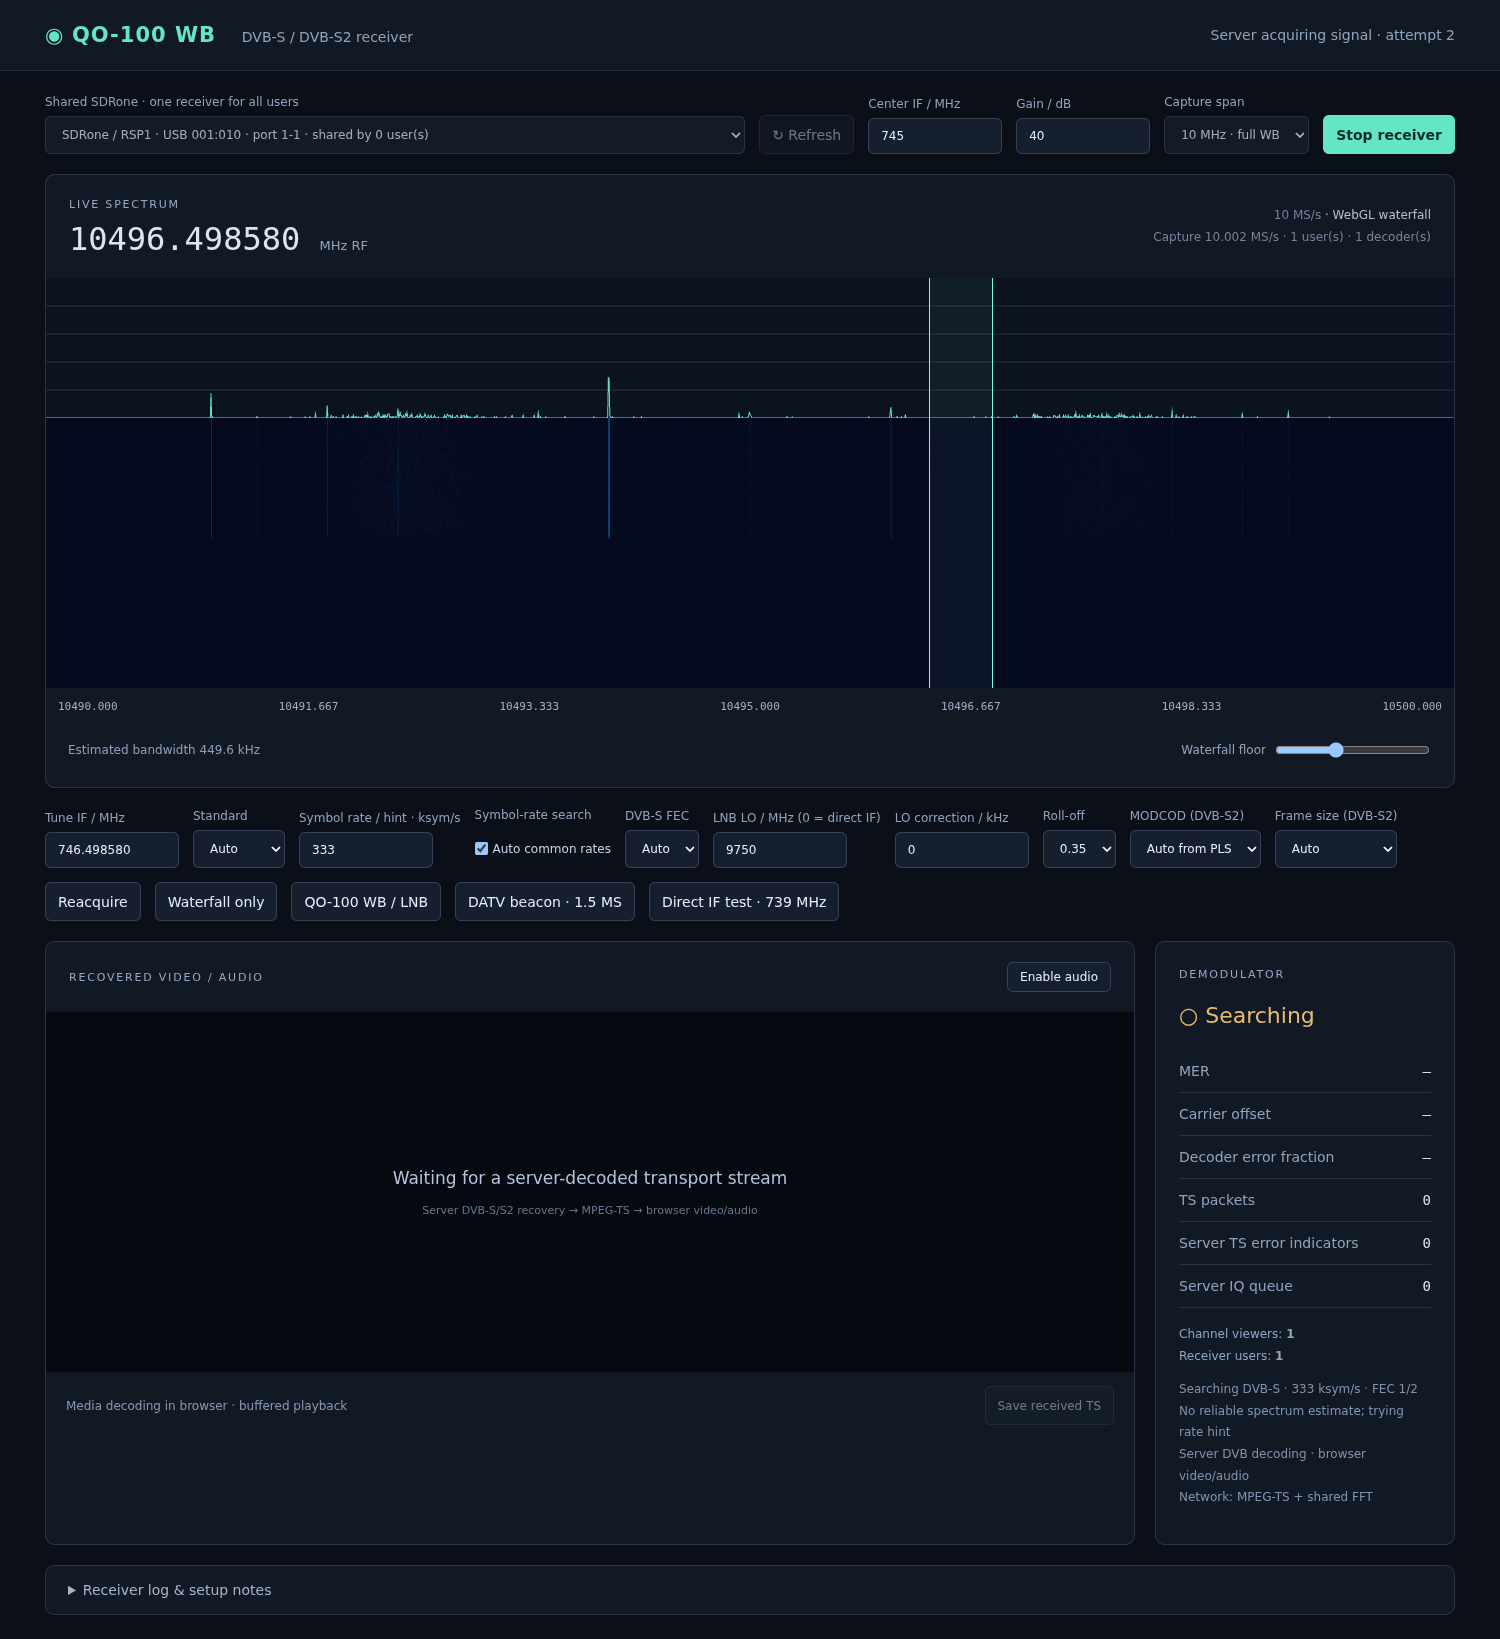 ◉ QO-100 WB DVB-S / DVB-S2 receiver Server acquiring signal · attempt 2
Shared SDRone · one receiver for all users
SDRone / RSP1 · USB 001:010 · port 1-1 · shared by 0 user(s)
↻ Refresh
Center IF / MHz
745
Gain / dB
40
Capture span
10 MHz · full WB
Stop receiver
LIVE SPECTRUM
10496.498580 MHz RF
10 MS/s · WebGL waterfall
Capture 10.002 MS/s · 1 user(s) · 1 decoder(s)
10490.000 10491.667 10493.333 10495.000 10496.667 10498.333 10500.000
Estimated bandwidth 449.6 kHz
Waterfall floor
Tune IF / MHz
746.498580
Standard
Auto
Symbol rate / hint · ksym/s
333
Symbol-rate search
Auto common rates
DVB-S FEC
Auto
LNB LO / MHz (0 = direct IF)
9750
LO correction / kHz
0
Roll-off
0.35
MODCOD (DVB-S2)
Auto from PLS
Frame size (DVB-S2)
Auto
Reacquire
Waterfall only
QO-100 WB / LNB
DATV beacon · 1.5 MS
Direct IF test · 739 MHz
RECOVERED VIDEO / AUDIO
Enable audio
Waiting for a server-decoded transport stream
Server DVB-S/S2 recovery → MPEG-TS → browser video/audio
Media decoding in browser · buffered playback
Save received TS
DEMODULATOR
○ Searching
MER –
Carrier offset –
Decoder error fraction –
TS packets 0
Server TS error indicators 0
Server IQ queue 0
Channel viewers: 1
Receiver users: 1
Searching DVB-S · 333 ksym/s · FEC 1/2
No reliable spectrum estimate; trying
rate hint
Server DVB decoding · browser
video/audio
Network: MPEG-TS + shared FFT
▶ Receiver log & setup notes